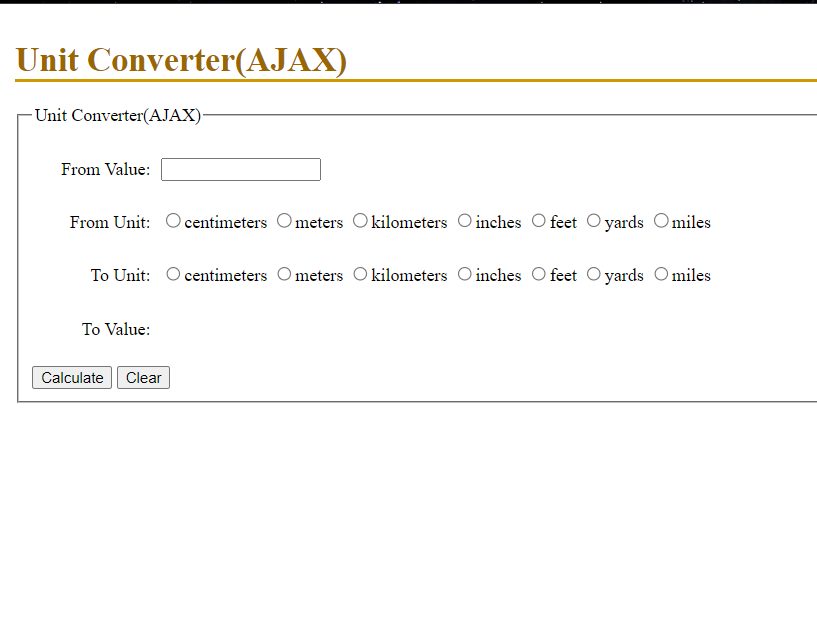 Unit Converter(AJAX)
Unit Converter(AJAX)
From Value:
From Unit: centimeters meters kilometers inches feet yards miles
To Unit: centimeters meters kilometers inches feet yards miles
To Value:
Calculate Clear